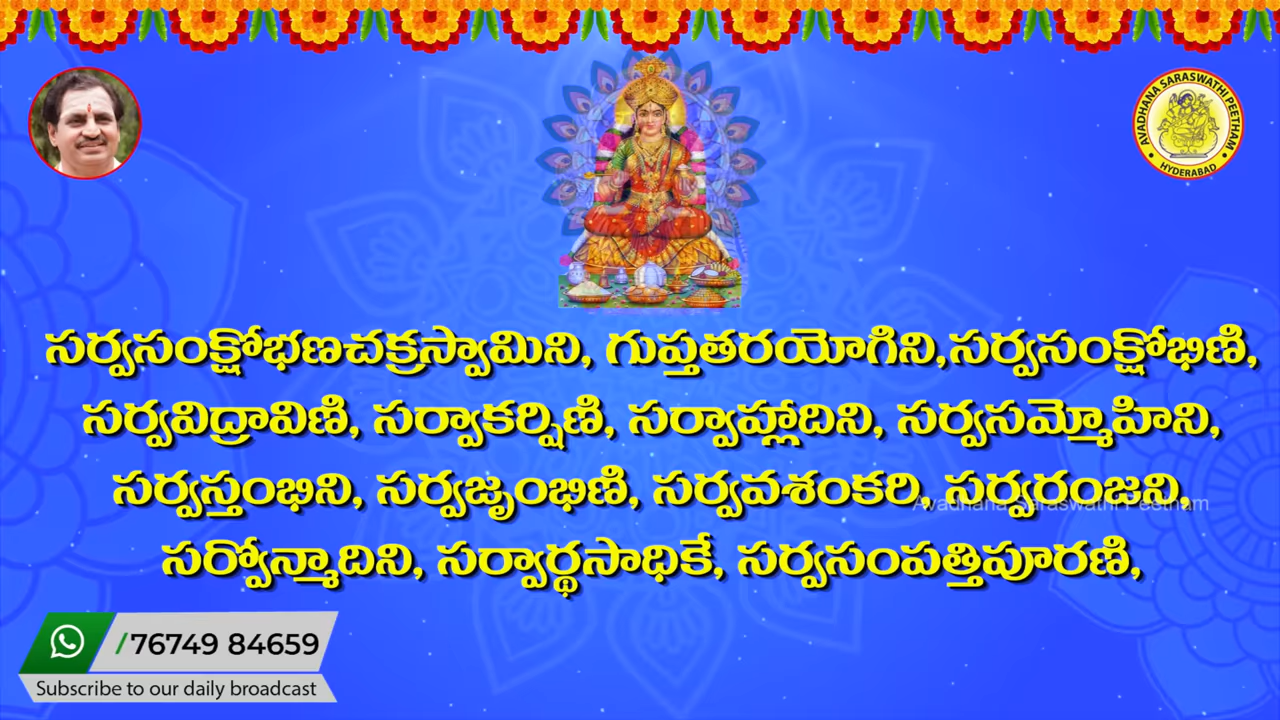 AVADHANA SARASWATHI PEETHAM
HYDERABAD
సర్వసంక్షోభణచక్రస్వామిని, గుప్తతరయోగిని,సర్వసంక్షోభిణి,
సర్వవిద్రావిణి, సర్వాకర్షిణి, సర్వాహ్లాదిని, సర్వసమ్మోహిని,
సర్వస్తంభిని, సర్వజృంభిణి, సర్వవశంకరి, సర్వరంజని,
Avadhana Saraswathi Peetham
సర్వోన్మాదిని, సర్వార్థసాధికే, సర్వసంపత్తిపూరణి,
/76749 84659
Subscribe to our daily broadcast